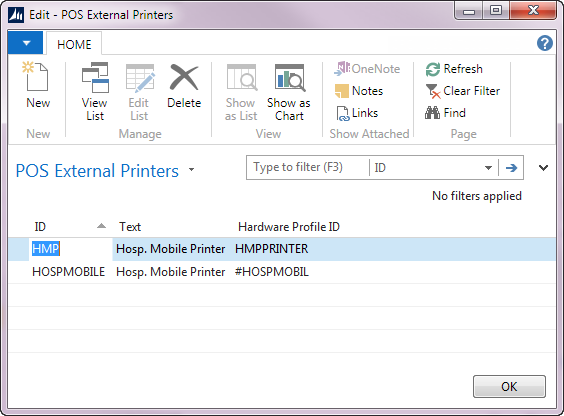 Edit - POS External Printers
HOME
New
View List
Edit List
Delete
Show as List
Show as Chart
OneNote
Notes
Links
Refresh
Clear Filter
Find
New
Manage
View
Show Attached
Page
POS External Printers
Type to filter (F3)
ID
No filters applied
ID Text Hardware Profile ID
HMP Hosp. Mobile Printer HMPPRINTER
HOSPMOBILE Hosp. Mobile Printer #HOSPMOBIL
OK